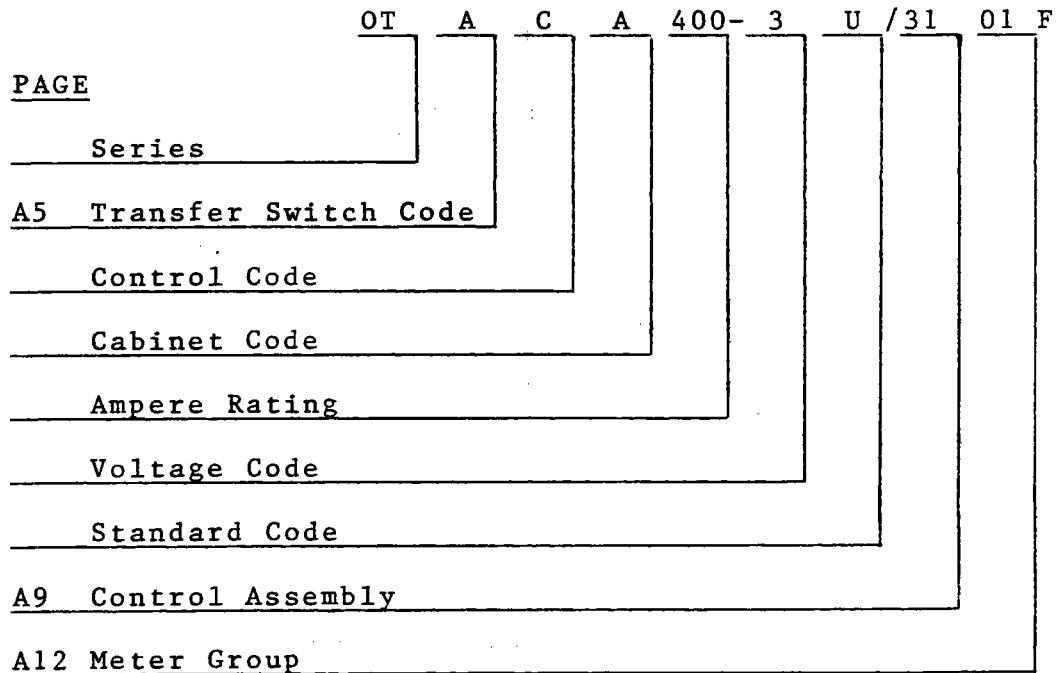 OT A C A 400- 3 U /31 01 F
PAGE
Series
A5 Transfer Switch Code
Control Code
Cabinet Code
Ampere Rating
Voltage Code
Standard Code
A9 Control Assembly
A12 Meter Group